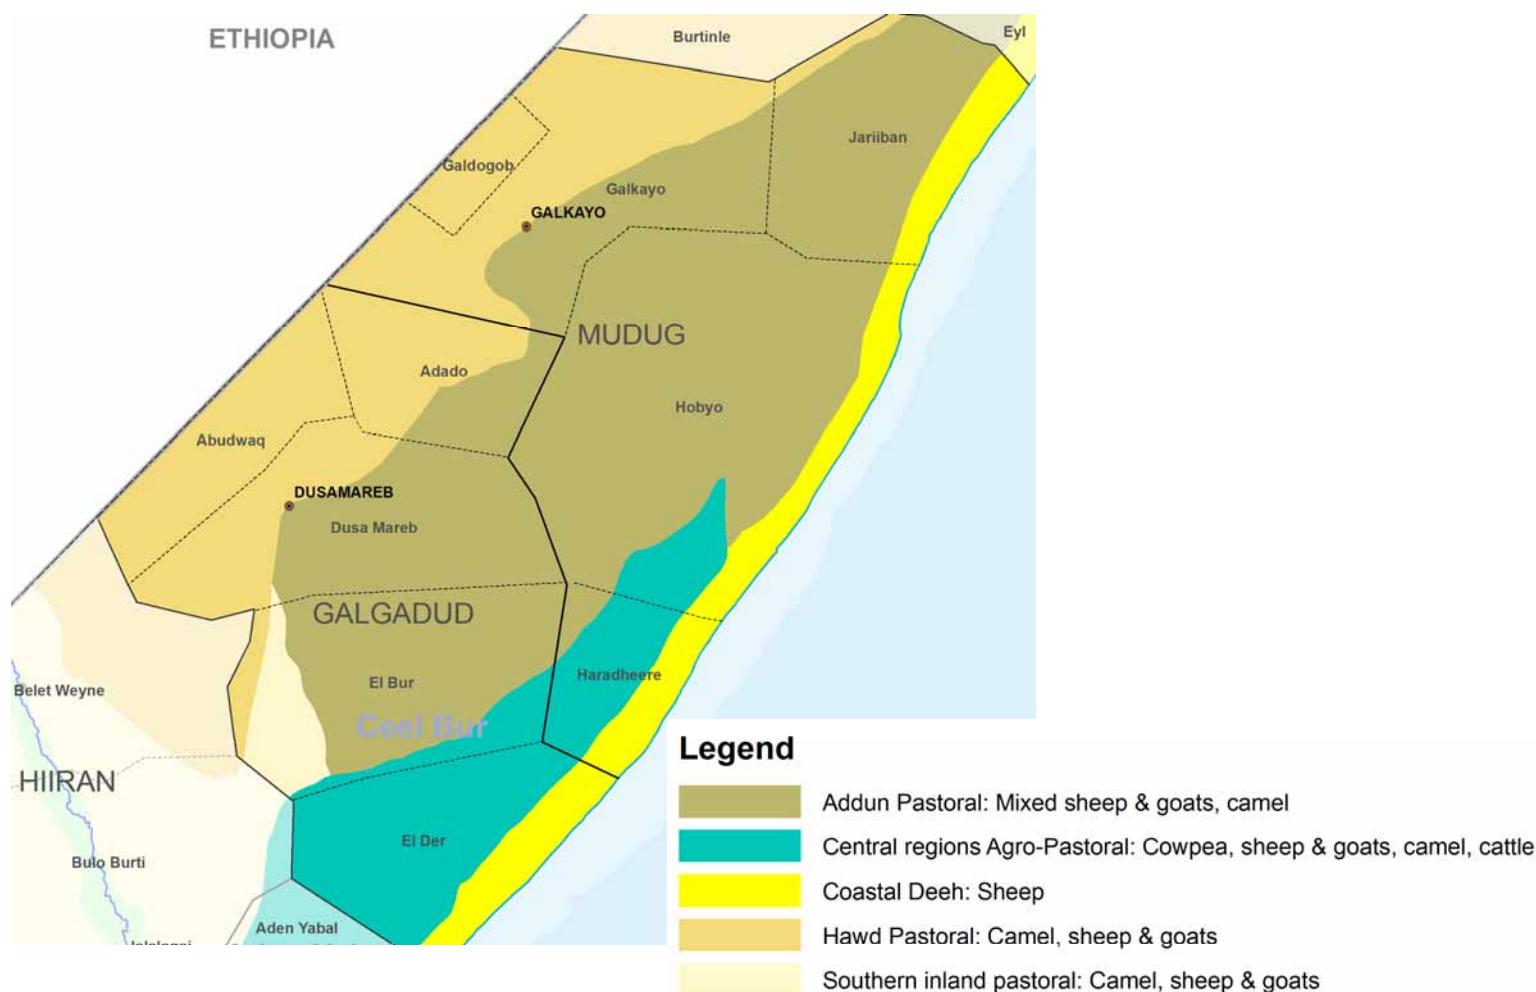 ETHIOPIA
Burtinle
Eyl
Jariiban
Galdogob
Galkayo
GALKAYO
MUDUG
Adado
Hobyo
Abudwaq
DUSAMAREB
Dusa Mareb
GALGADUD
Haradheere
El Bur
Belet Weyne
Ceel Bur
HIIRAN
El Der
Bulo Burti
Aden Yabal
Legend
Addun Pastoral: Mixed sheep & goats, camel
Central regions Agro-Pastoral: Cowpea, sheep & goats, camel, cattle
Coastal Deeh: Sheep
Hawd Pastoral: Camel, sheep & goats
Southern inland pastoral: Camel, sheep & goats